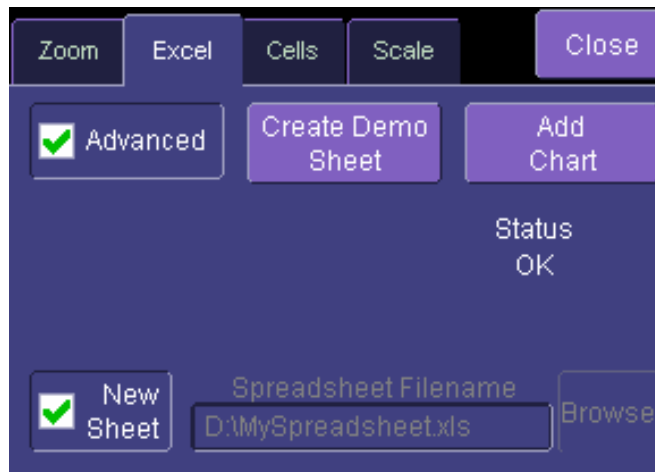 Zoom Excel Cells Scale Close
Advanced
Create Demo
Sheet
Add
Chart
Status
OK
New
Sheet
Spreadsheet Filename
D:\MySpreadsheet.xls
Browse